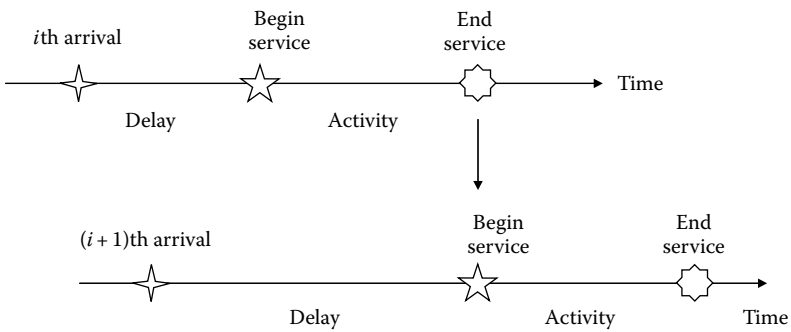 Begin
service
End
service
ith arrival
Time
Delay
Activity
(i + 1)th arrival
Begin
service
End
service
Delay
Activity
Time